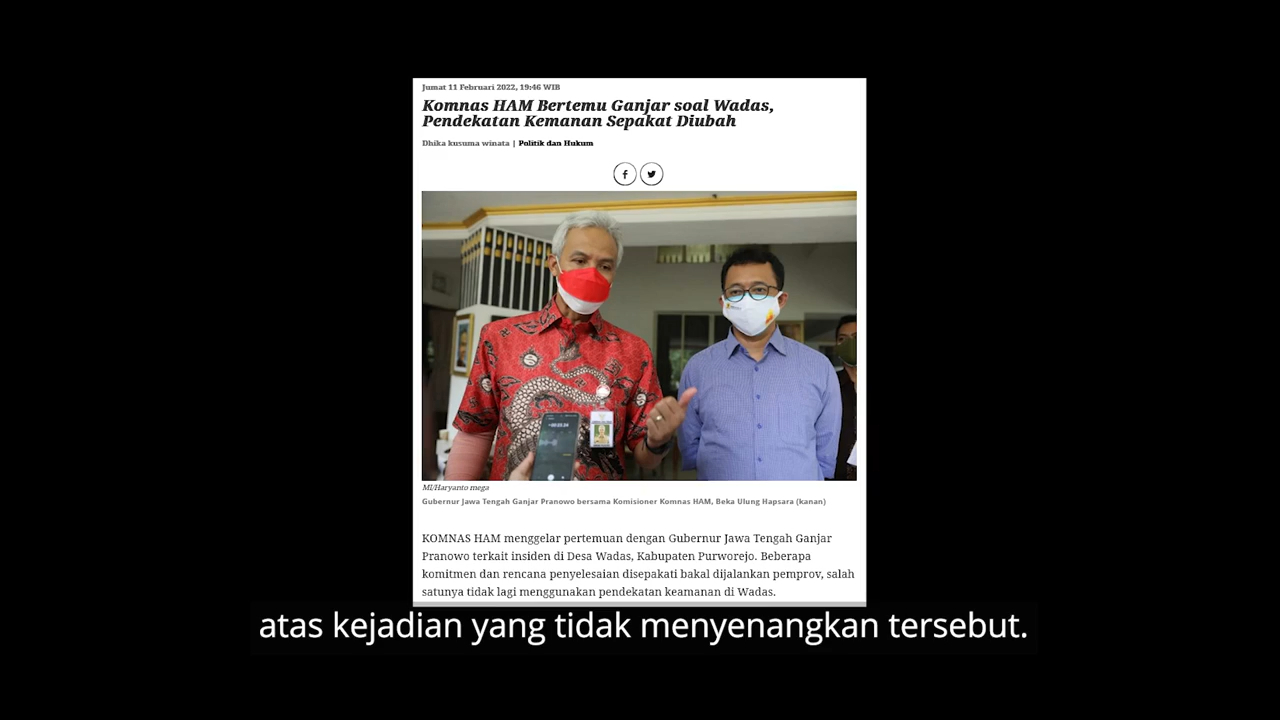 Jumat 11 Februari 2022, 19:46 WIB
Komnas HAM Bertemu Ganjar soal Wadas,
Pendekatan Kemanan Sepakat Diubah
Dhika kusuma winata | Politik dan Hukum
MI/Haryanto mega
Gubernur Jawa Tengah Ganjar Pranowo bersama Komisioner Komnas HAM, Beka Ulung Hapsara (kanan)
KOMNAS HAM menggelar pertemuan dengan Gubernur Jawa Tengah Ganjar
Pranowo terkait insiden di Desa Wadas, Kabupaten Purworejo. Beberapa
komitmen dan rencana penyelesaian disepakati bakal dijalankan pemprov, salah
satunya tidak lagi menggunakan pendekatan keamanan di Wadas.
atas kejadian yang tidak menyenangkan tersebut.